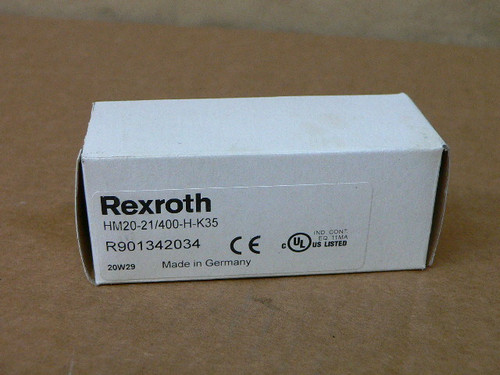 Rexroth
HM20-21/400-H-K35
R901342034
CE
C UL US LISTED
IND. CONT.
EQ. 11MA
20W29
Made in Germany